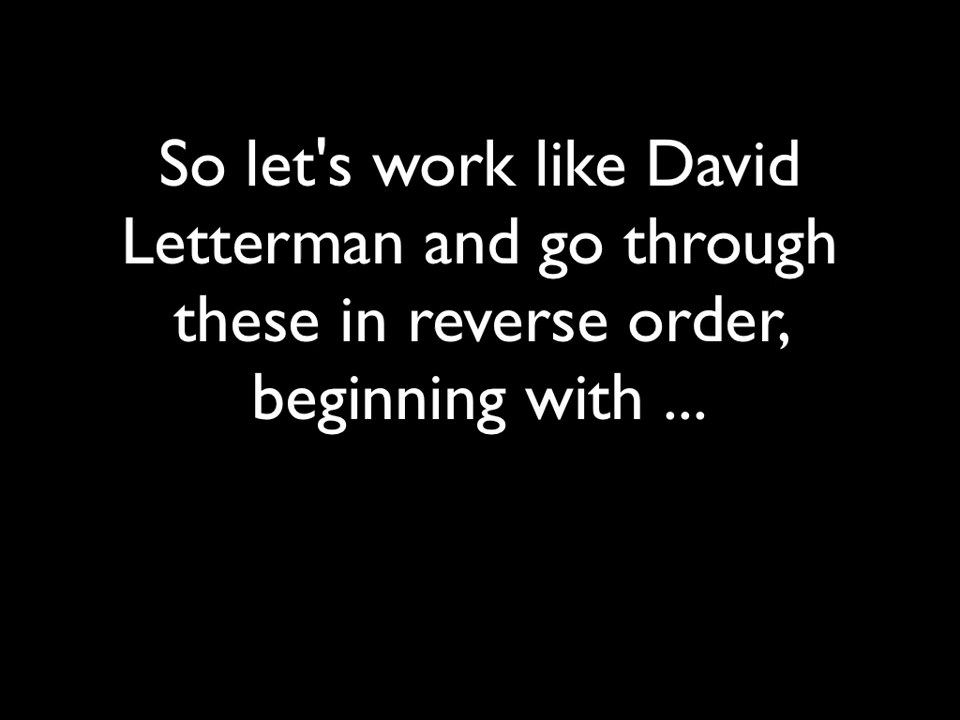 So let's work like David
Letterman and go through
these in reverse order,
beginning with ...